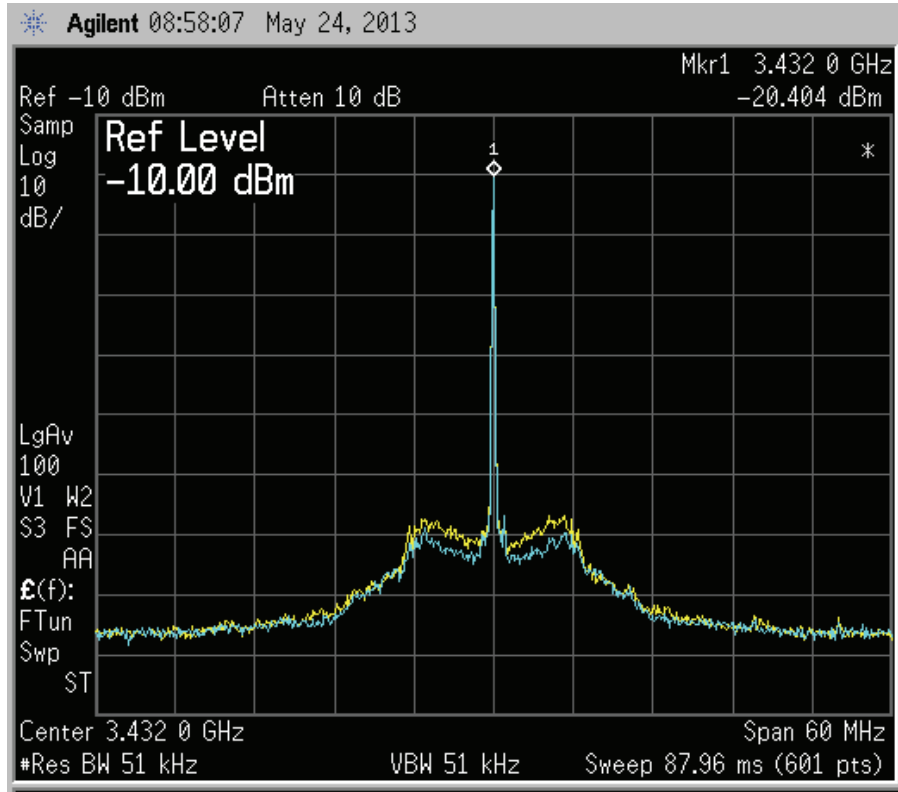 Agilent 08:58:07 May 24, 2013
Mkr1 3.432 0 GHz
Ref -10 dBm Atten 10 dB -20.404 dBm
Samp
Log
10
dB/
Ref Level
-10.00 dBm
1
*
LgAv
100
V1 W2
S3 FS
AA
£(f):
FTun
Swp
ST
Center 3.432 0 GHz Span 60 MHz
#Res BW 51 kHz VBW 51 kHz Sweep 87.96 ms (601 pts)